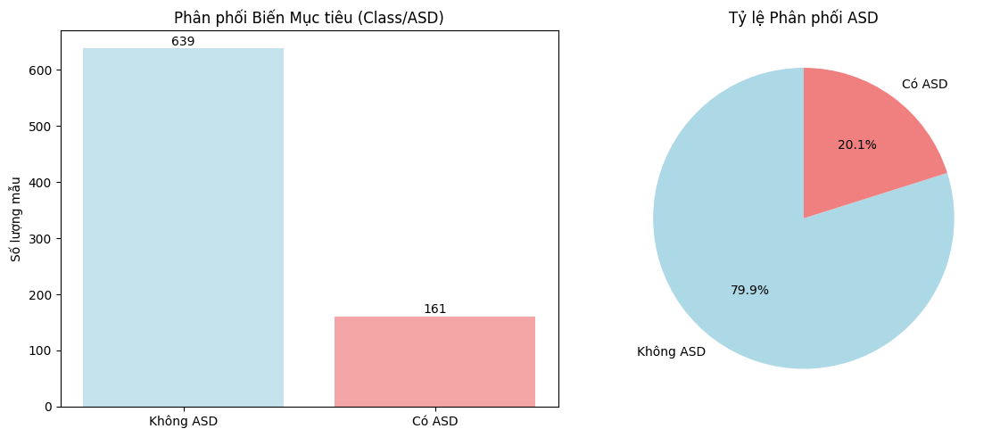 Phân phối Biến Mục tiêu (Class/ASD)
639
161
600
500
400
300
200
100
0
Số lượng mẫu
Không ASD
Có ASD
Tỷ lệ Phân phối ASD
Có ASD
20.1%
79.9%
Không ASD